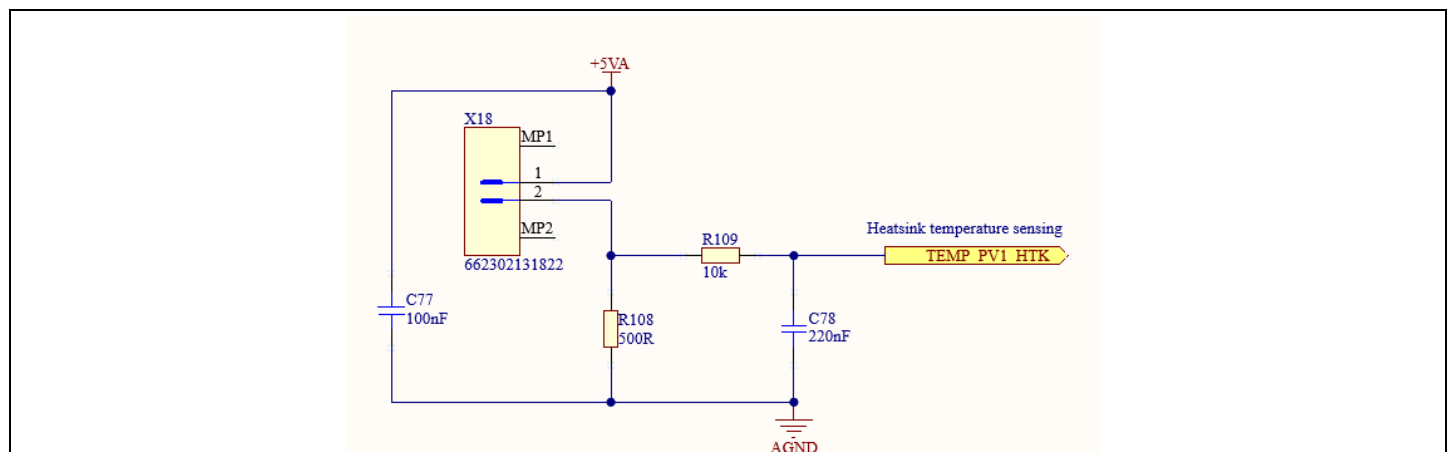 +5VA
X18
MP1
1
2
MP2
662302131822
Heatsink temperature sensing
TEMP_PV1_HTK
R109
10k
C77
100nF
R108
500R
C78
220nF
AGND